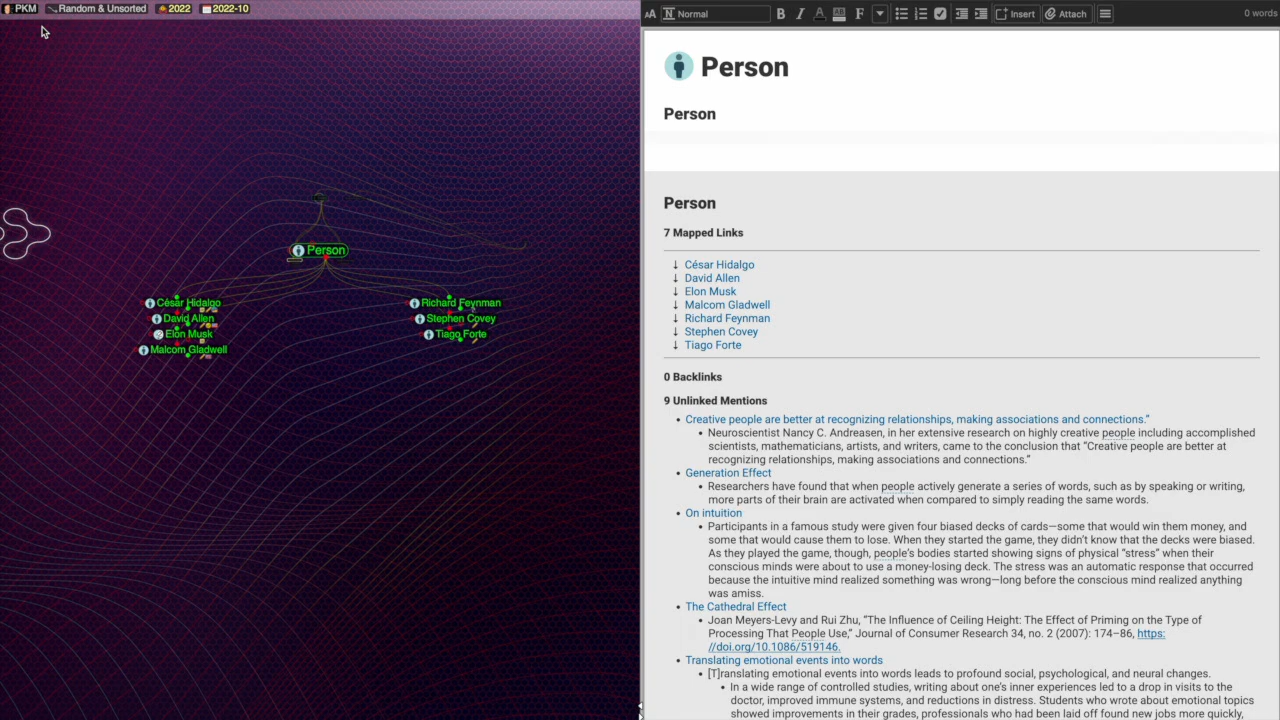 PKM
Random & Unsorted
2022
2022-10
Normal
B I A F
Insert
Attach
0 words
Person
César Hidalgo
David Allen
Elon Musk
Malcom Gladwell
Richard Feynman
Stephen Covey
Tiago Forte
Person
Person
Person
7 Mapped Links
↓ César Hidalgo
↓ David Allen
↓ Elon Musk
↓ Malcom Gladwell
↓ Richard Feynman
↓ Stephen Covey
↓ Tiago Forte
0 Backlinks
9 Unlinked Mentions
• Creative people are better at recognizing relationships, making associations and connections.”
• Neuroscientist Nancy C. Andreasen, in her extensive research on highly creative people including accomplished
scientists, mathematicians, artists, and writers, came to the conclusion that “Creative people are better at
recognizing relationships, making associations and connections.”
• Generation Effect
• Researchers have found that when people actively generate a series of words, such as by speaking or writing,
more parts of their brain are activated when compared to simply reading the same words.
• On intuition
• Participants in a famous study were given four biased decks of cards—some that would win them money, and
some that would cause them to lose. When they started the game, they didn’t know that the decks were biased.
As they played the game, though, people’s bodies started showing signs of physical “stress” when their
conscious minds were about to use a money-losing deck. The stress was an automatic response that occurred
because the intuitive mind realized something was wrong—long before the conscious mind realized anything
was amiss.
• The Cathedral Effect
• Joan Meyers-Levy and Rui Zhu, “The Influence of Ceiling Height: The Effect of Priming on the Type of
Processing That People Use,” Journal of Consumer Research 34, no. 2 (2007): 174–86, https:
//doi.org/10.1086/519146.
• Translating emotional events into words
• [T]ranslating emotional events into words leads to profound social, psychological, and neural changes.
• In a wide range of controlled studies, writing about one’s inner experiences led to a drop in visits to the
doctor, improved immune systems, and reductions in distress. Students who wrote about emotional topics
showed improvements in their grades, professionals who had been laid off found new jobs more quickly,